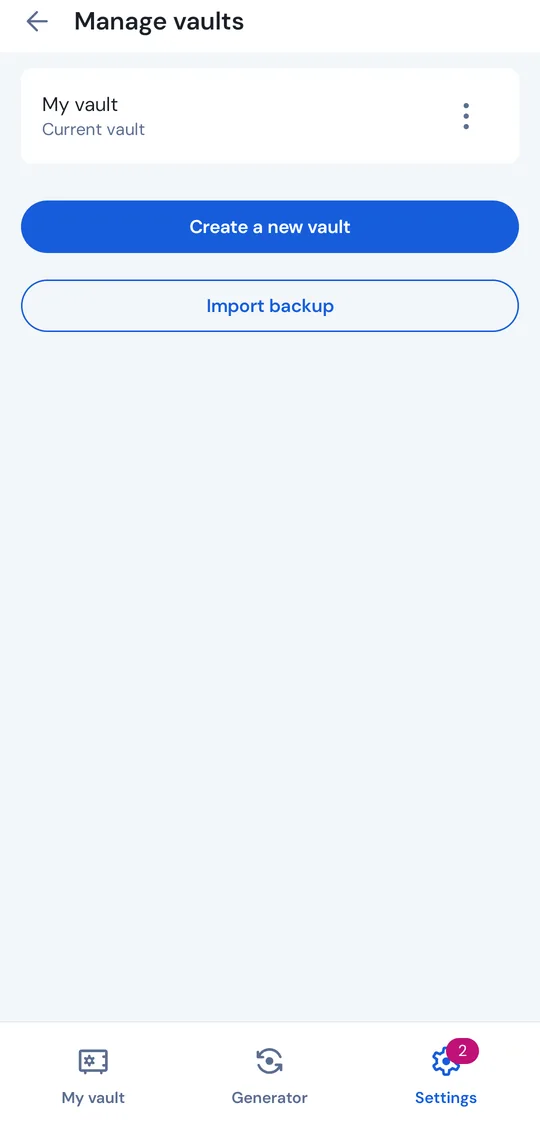 Manage vaults
My vault
Current vault
Create a new vault
Import backup
2
My vault
Generator
Settings